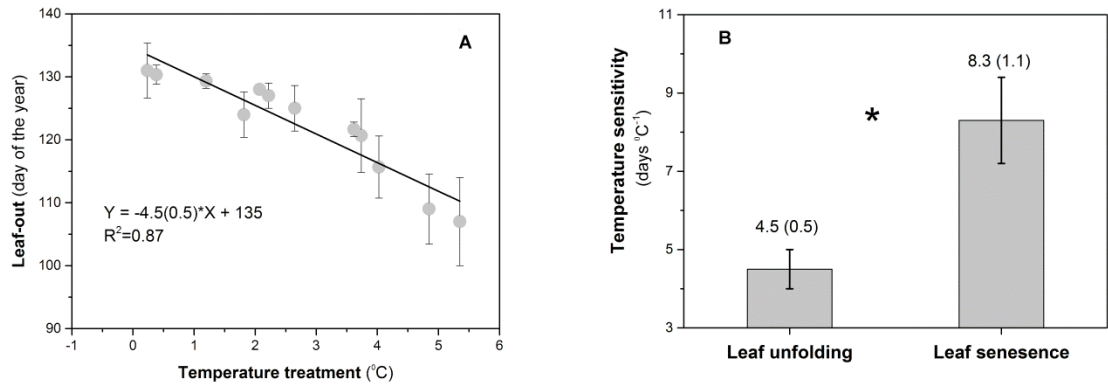 A
140
130
120
110
100
90
Leaf-out (day of the year)
Y = -4.5(0.5)*X + 135
R²=0.87
-1 0 1 2 3 4 5 6
Temperature treatment (⁰C)
B
11
9
7
5
3
Temperature sensitivity
(days ⁰C⁻¹)
8.3 (1.1)
*
4.5 (0.5)
Leaf unfolding Leaf senesence